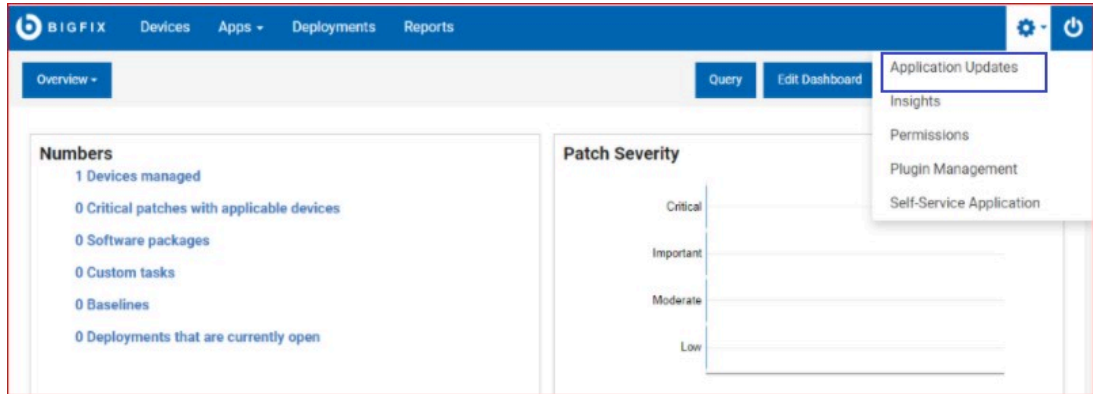 BIGFIX Devices Apps Deployments Reports
Overview Query Edit Dashboard
Application Updates
Insights
Permissions
Plugin Management
Self-Service Application
Numbers
1 Devices managed
0 Critical patches with applicable devices
0 Software packages
0 Custom tasks
0 Baselines
0 Deployments that are currently open
Patch Severity
Critical
Important
Moderate
Low